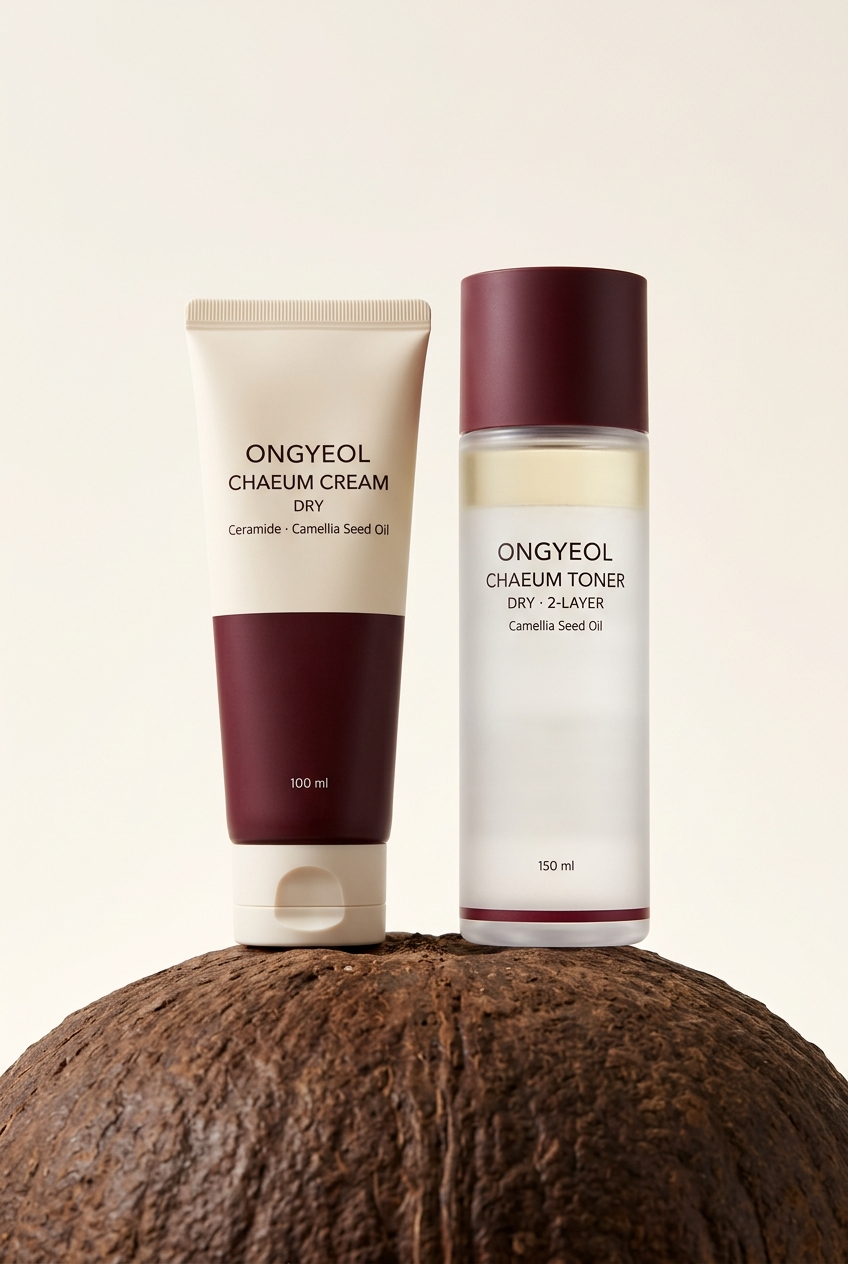 ONGYEOL
CHAEUM CREAM
DRY
Ceramide · Camellia Seed Oil
100 ml
ONGYEOL
CHAEUM TONER
DRY · 2-LAYER
Camellia Seed Oil
150 ml